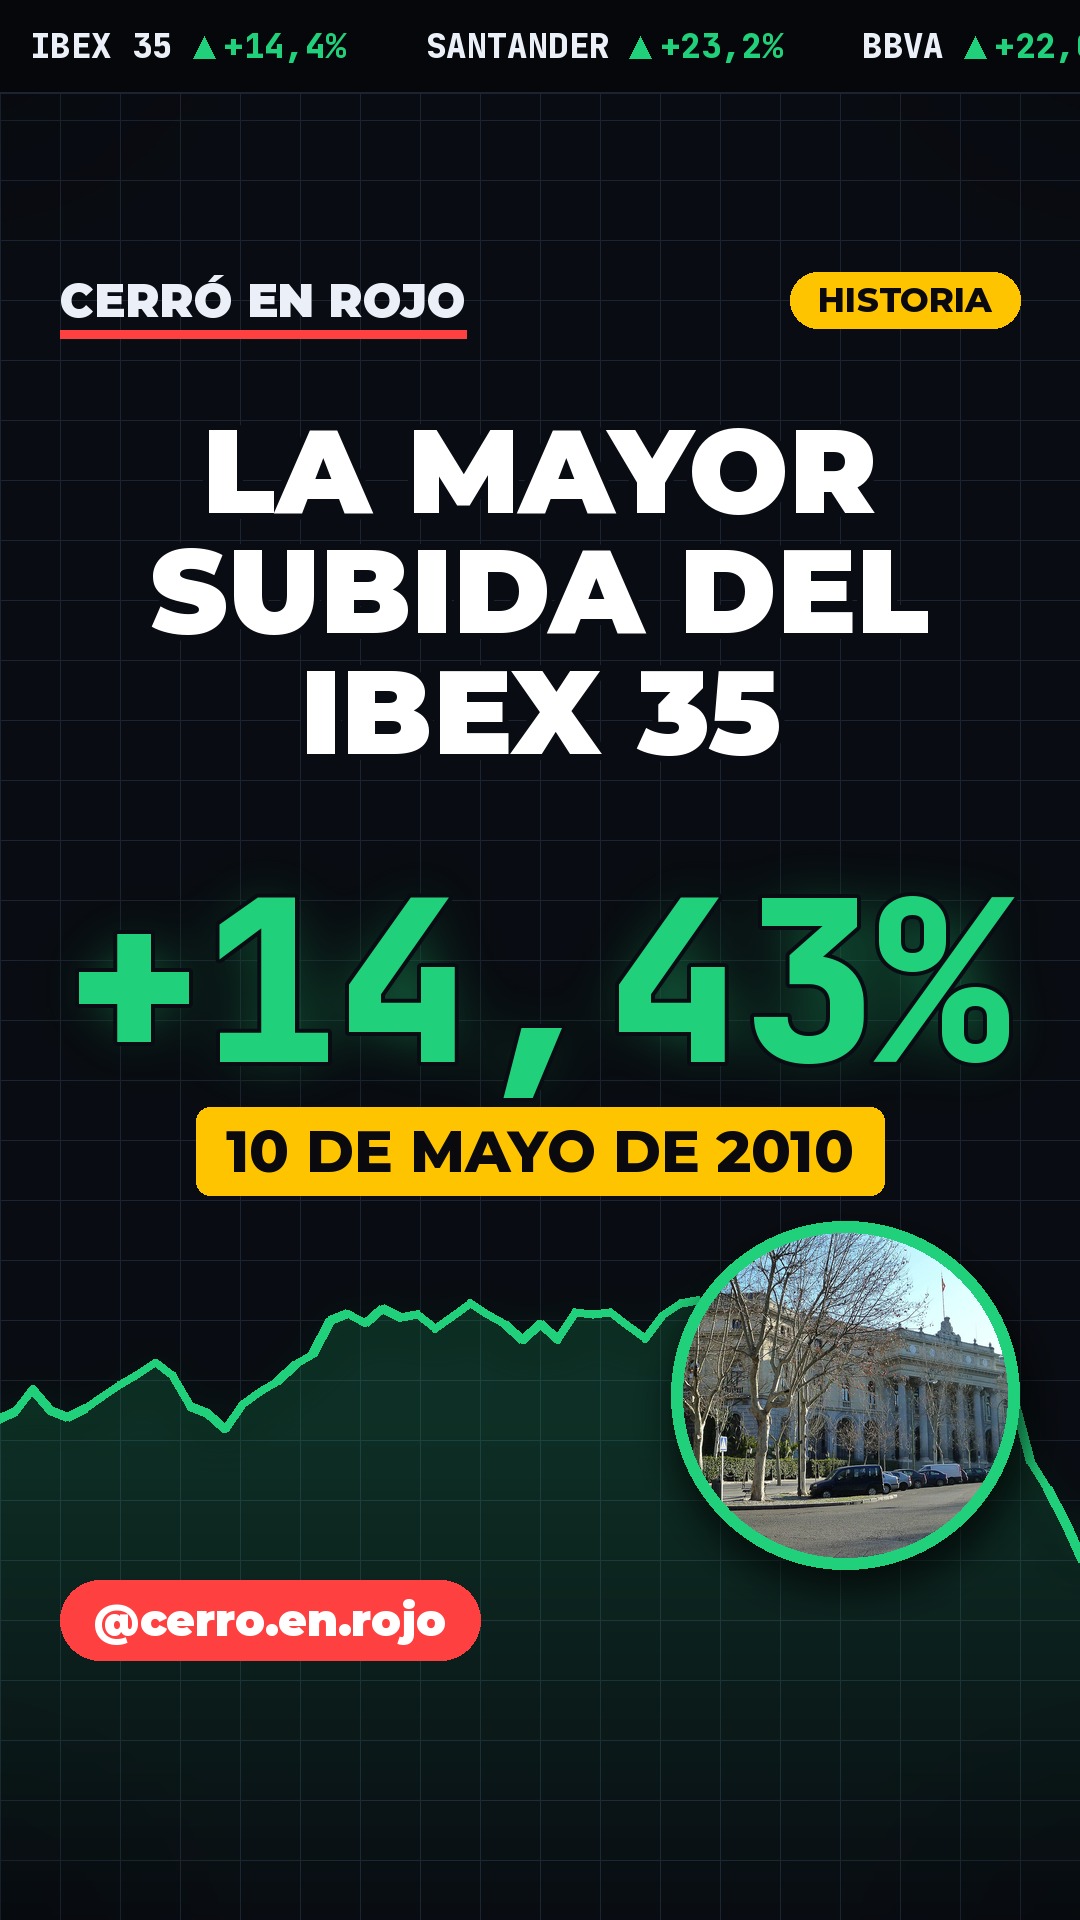 IBEX 35 ▲+14,4% SANTANDER ▲+23,2% BBVA ▲+22,
CERRÓ EN ROJO
HISTORIA
LA MAYOR
SUBIDA DEL
IBEX 35
+14,43%
10 DE MAYO DE 2010
@cerro.en.rojo